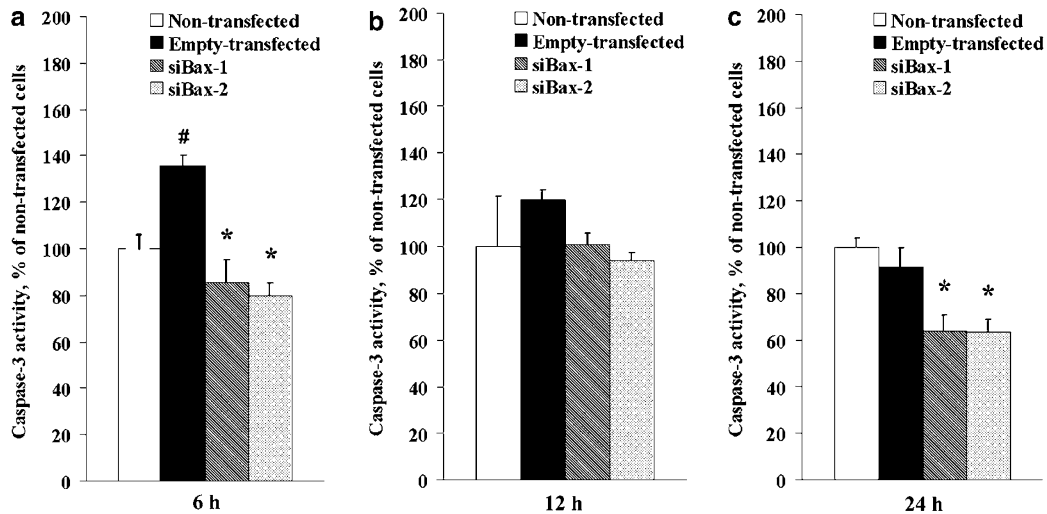 a
Caspase-3 activity, % of non-transfected cells
200
180
160
140
120
100
80
60
40
20
0
Non-transfected
Empty-transfected
siBax-1
siBax-2
#
*
*
6 h
b
Caspase-3 activity, % of non-transfected cells
200
180
160
140
120
100
80
60
40
20
0
Non-transfected
Empty-transfected
siBax-1
siBax-2
12 h
c
Caspase-3 activity, % of non-transfected cells
200
180
160
140
120
100
80
60
40
20
0
Non-transfected
Empty-transfected
siBax-1
siBax-2
*
*
24 h